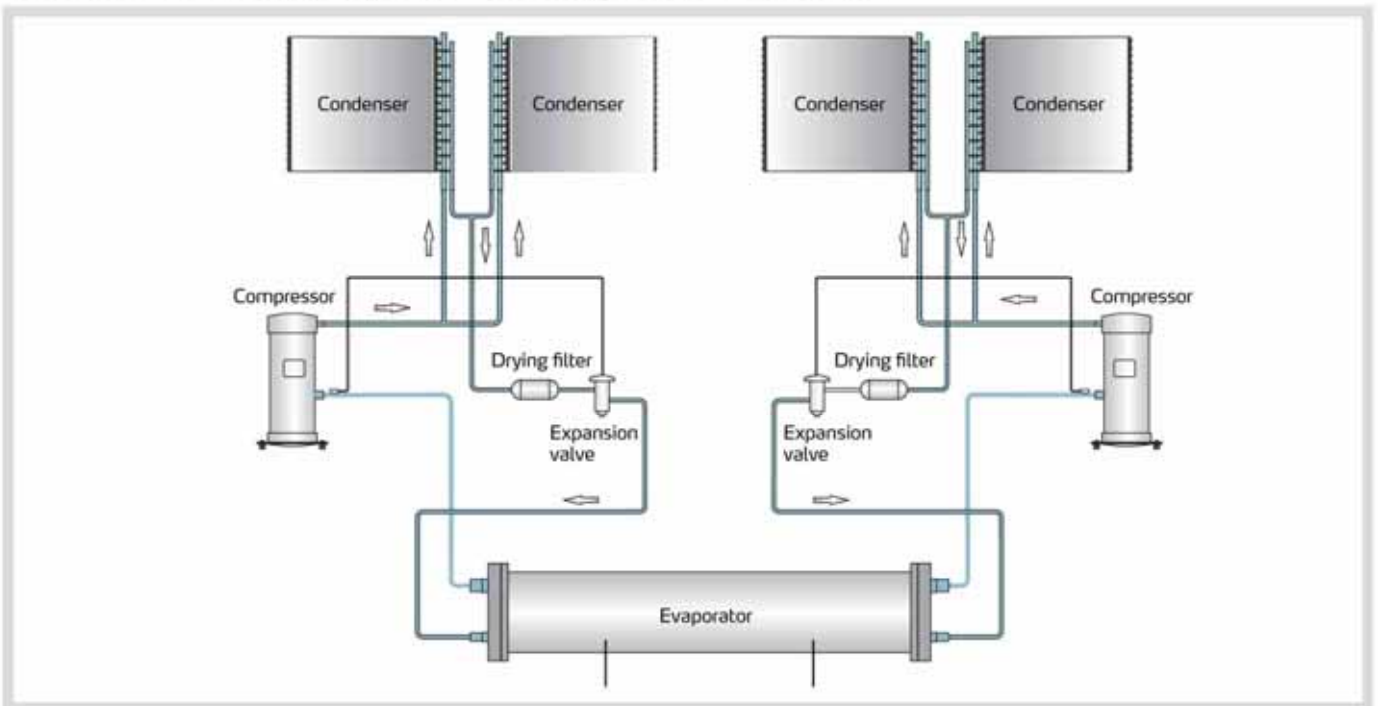 Condenser
Condenser
Condenser
Condenser
Compressor
Compressor
Drying filter
Drying filter
Expansion
valve
Expansion
valve
Evaporator